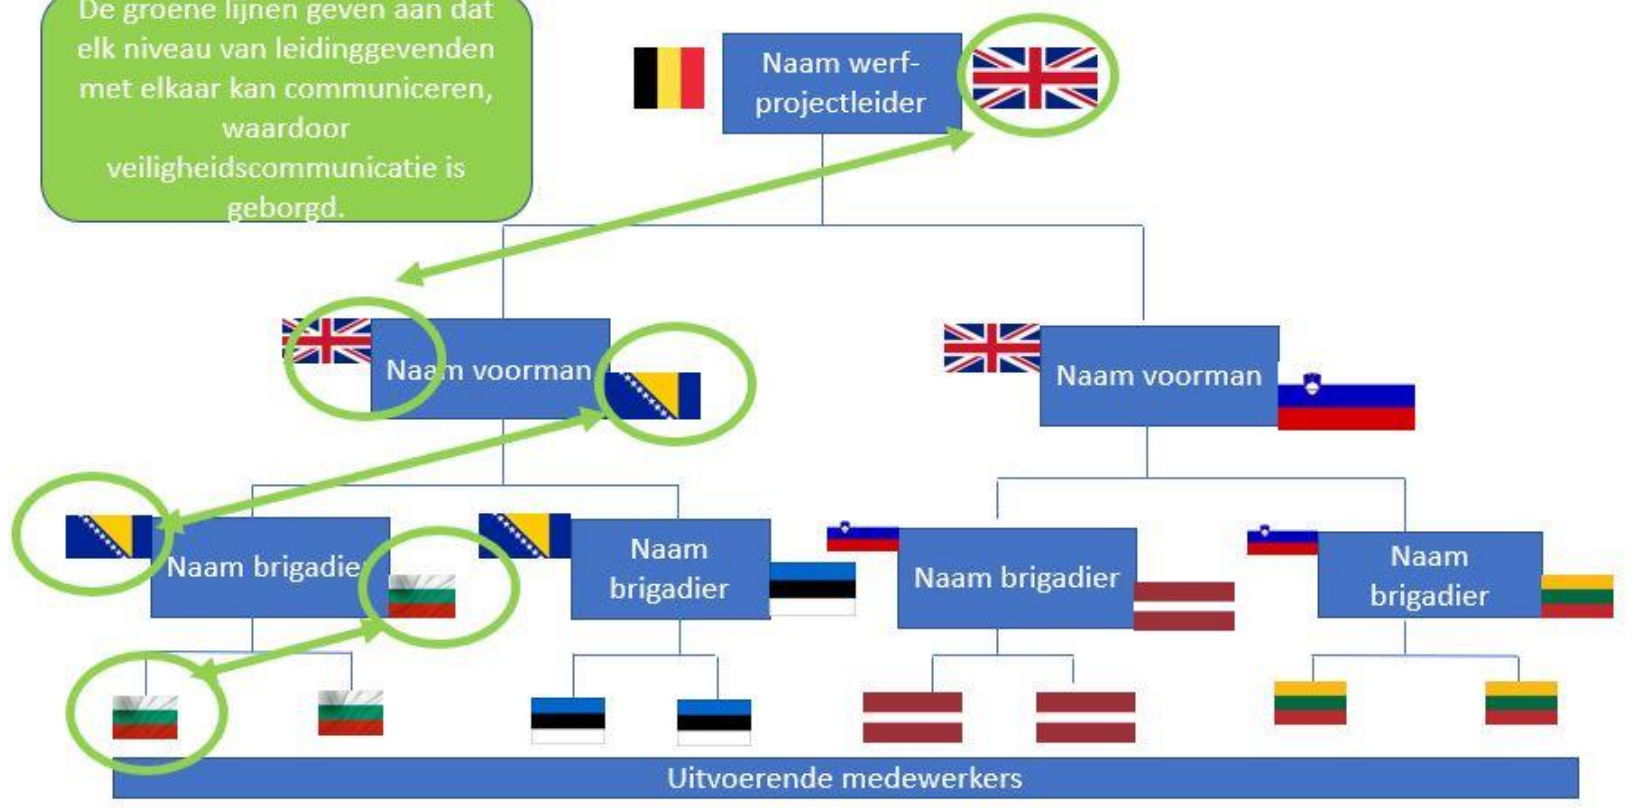 De groene lijnen geven aan dat
elk niveau van leidinggevenden
met elkaar kan communiceren,
waardoor
veiligheidscommunicatie is
geborgd.
Naam werf-
projectleider
Naam voorman
Naam voorman
Naam brigadie
Naam
brigadier
Naam brigadier
Naam
brigadier
Uitvoerende medewerkers